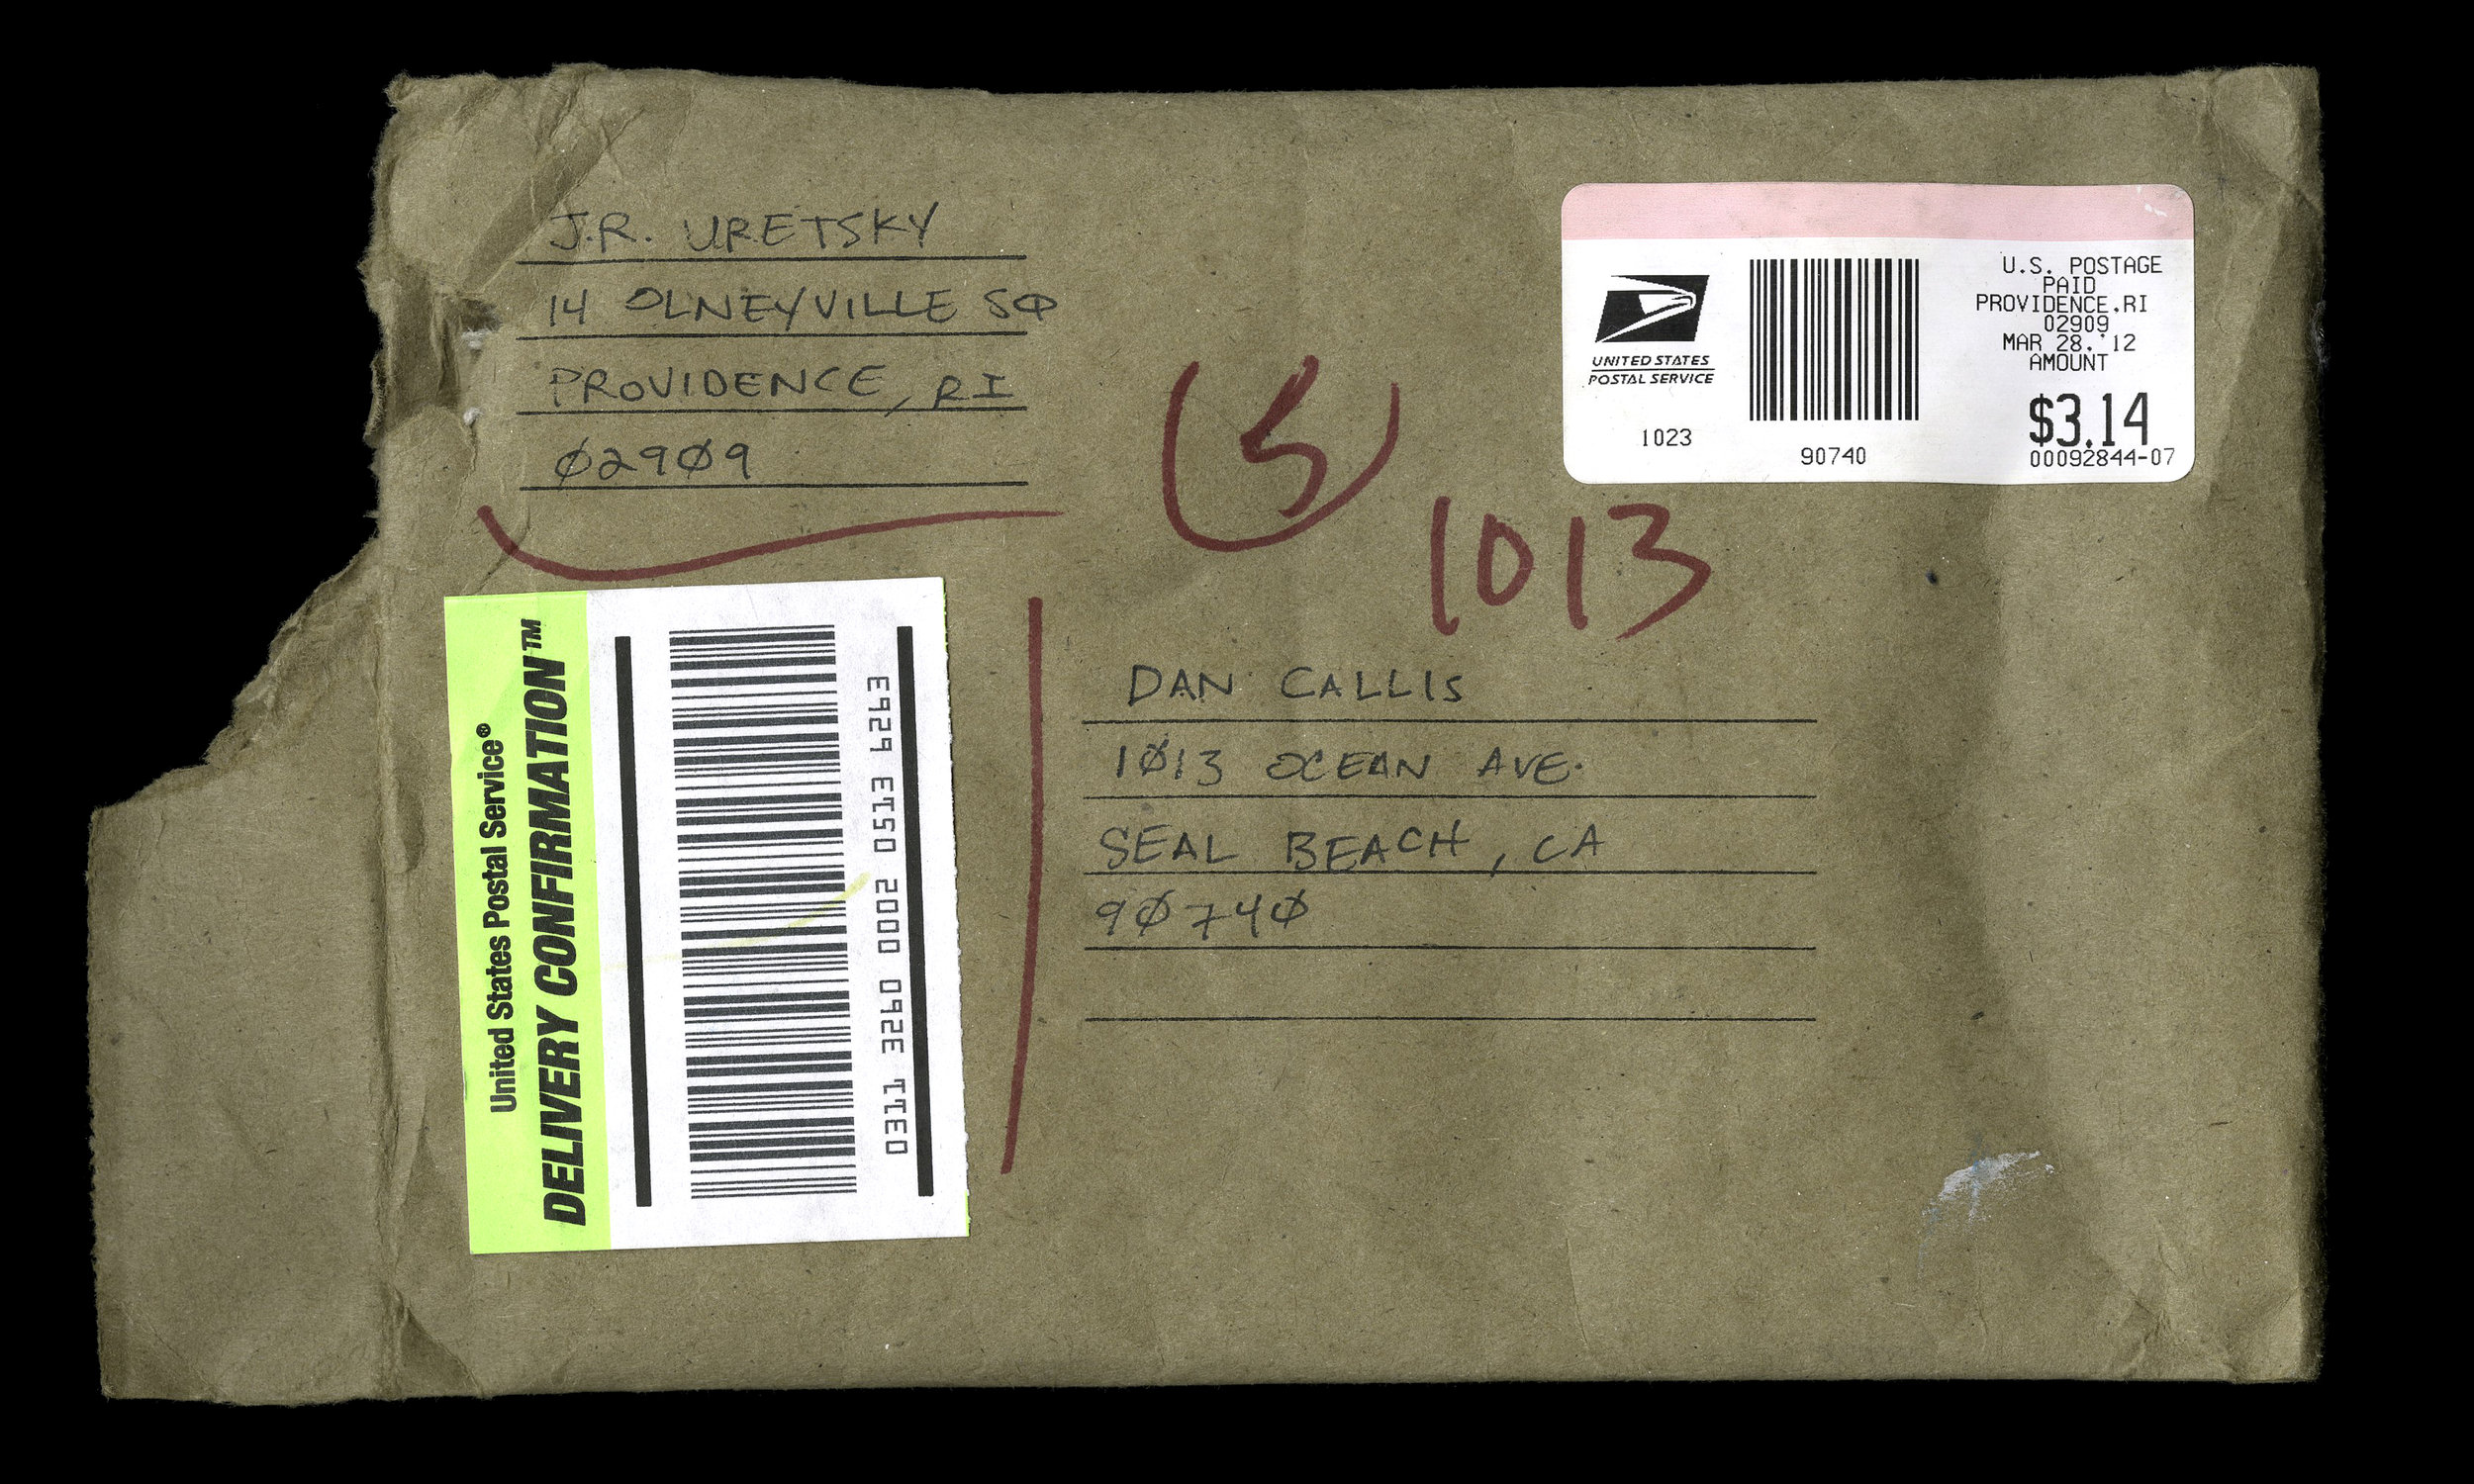 J.R. URETSKY
14 OLNEYVILLE SQ
PROVIDENCE, RI
02909
UNITED STATES
POSTAL SERVICE
1023
90740
U.S. POSTAGE
PAID
PROVIDENCE,RI
02909
MAR 28.'12
AMOUNT
$3.14
00092844-07
5
1013
United States Postal Service®
DELIVERY CONFIRMATION™
0311 3260 0002 0513 6263
DAN CALLIS
1013 OCEAN AVE.
SEAL BEACH, CA
90740